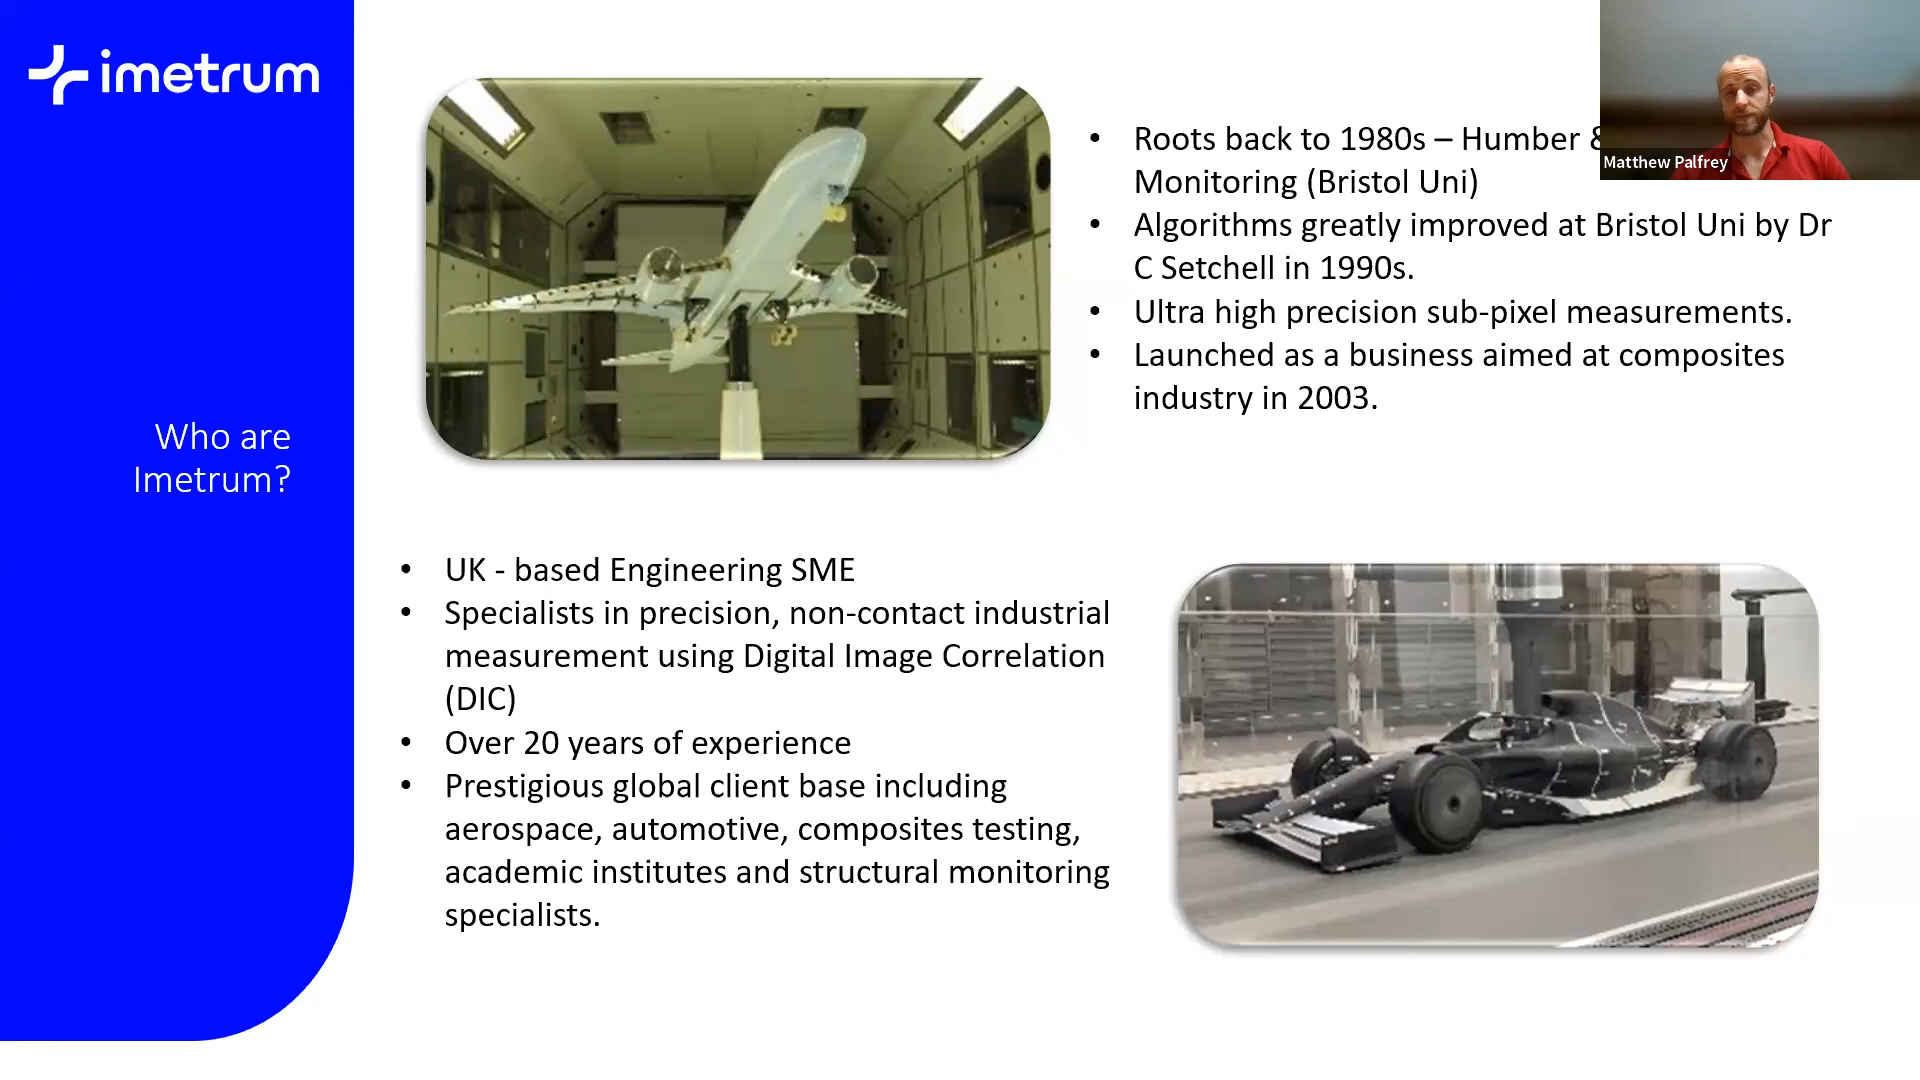 imetrum
Who are
Imetrum?
• Roots back to 1980s – Humber &
Monitoring (Bristol Uni)
• Algorithms greatly improved at Bristol Uni by Dr
C Setchell in 1990s.
• Ultra high precision sub-pixel measurements.
• Launched as a business aimed at composites
industry in 2003.
Matthew Palfrey
• UK - based Engineering SME
• Specialists in precision, non-contact industrial
measurement using Digital Image Correlation
(DIC)
• Over 20 years of experience
• Prestigious global client base including
aerospace, automotive, composites testing,
academic institutes and structural monitoring
specialists.